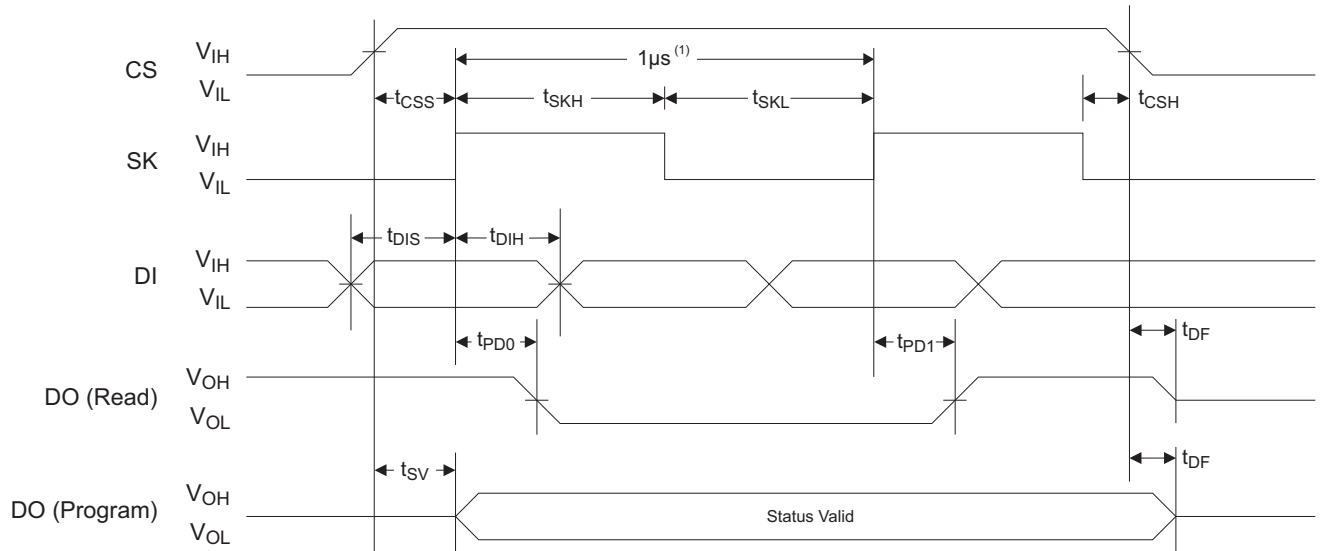 CS
V_IH
V_IL
1µs (1)
t_CSS
t_SKH
t_SKL
t_CSH
SK
V_IH
V_IL
t_DIS
t_DIH
DI
V_IH
V_IL
t_PD0
t_PD1
t_DF
DO (Read)
V_OH
V_OL
t_SV
t_DF
DO (Program)
V_OH
V_OL
Status Valid